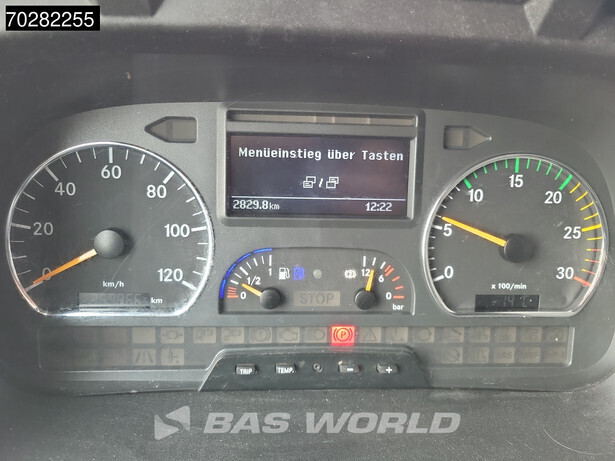 70282255
Menüeinstieg über Tasten
2829.8km 12:22
0 20 40 60 80 100 120
km/h
km
0 1/2 1
STOP
12 6 0
bar
0 5 10 15 20 25 30
x 100/min
P
TRIP TEMP. − +
BAS WORLD